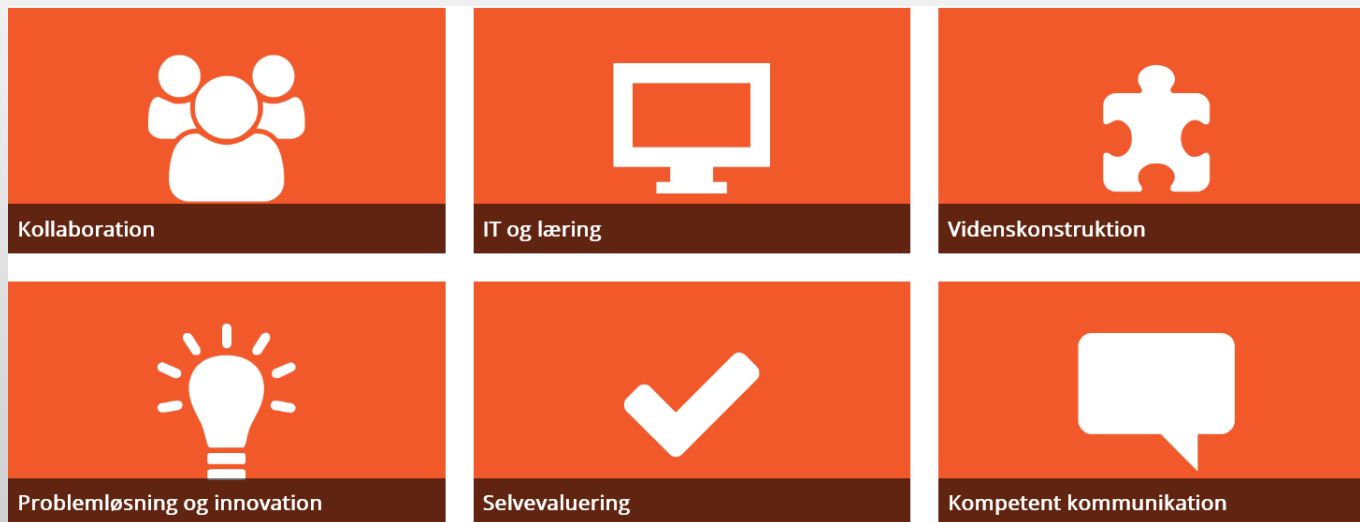 Kollaboration
IT og læring
Videnskonstruktion
Problemløsning og innovation
Selvevaluering
Kompetent kommunikation